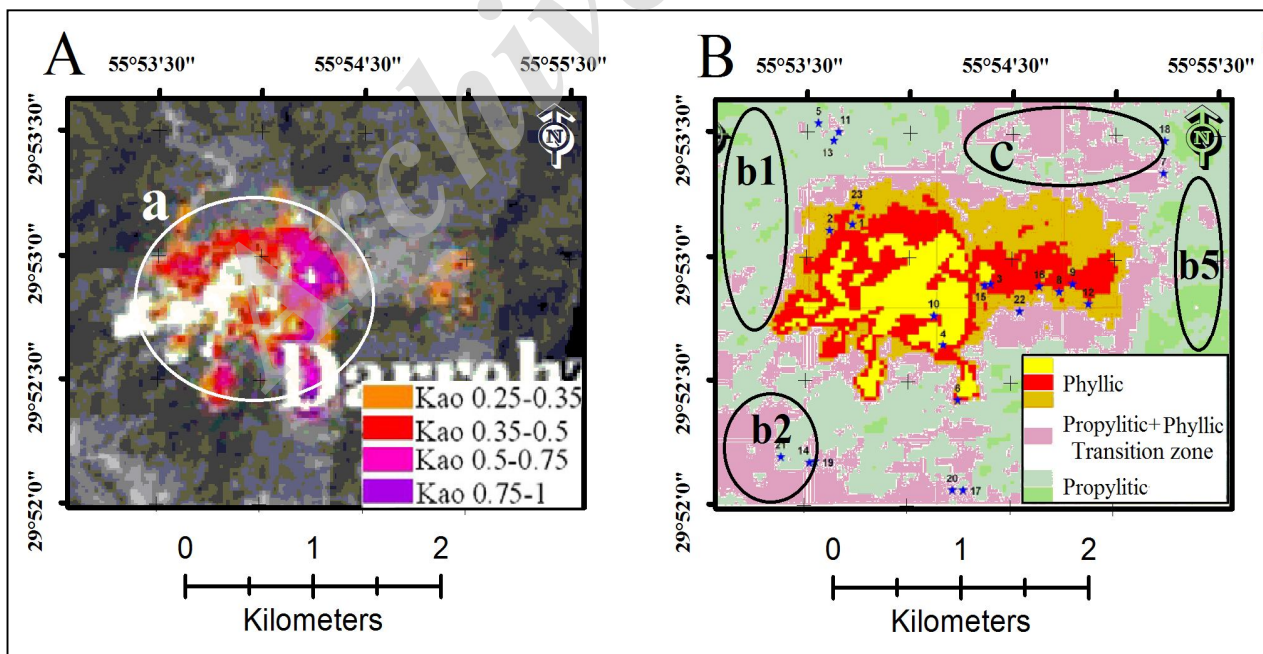 A
55°53'30" 55°54'30" 55°55'30"
29°53'30"
29°53'0"
29°52'30"
29°52'0"
N
a
Darreh
Kao 0.25-0.35
Kao 0.35-0.5
Kao 0.5-0.75
Kao 0.75-1
0 1 2
Kilometers
B
55°53'30" 55°54'30" 55°55'30"
29°53'30"
29°53'0"
29°52'30"
29°52'0"
N
b1
c
b5
b2
5
11
13
18
7
23
2
1
3
15
16
8
9
12
22
10
4
6
21
14
19
20
17
Phyllic
Propylitic+Phyllic
Transition zone
Propylitic
0 1 2
Kilometers
Archive